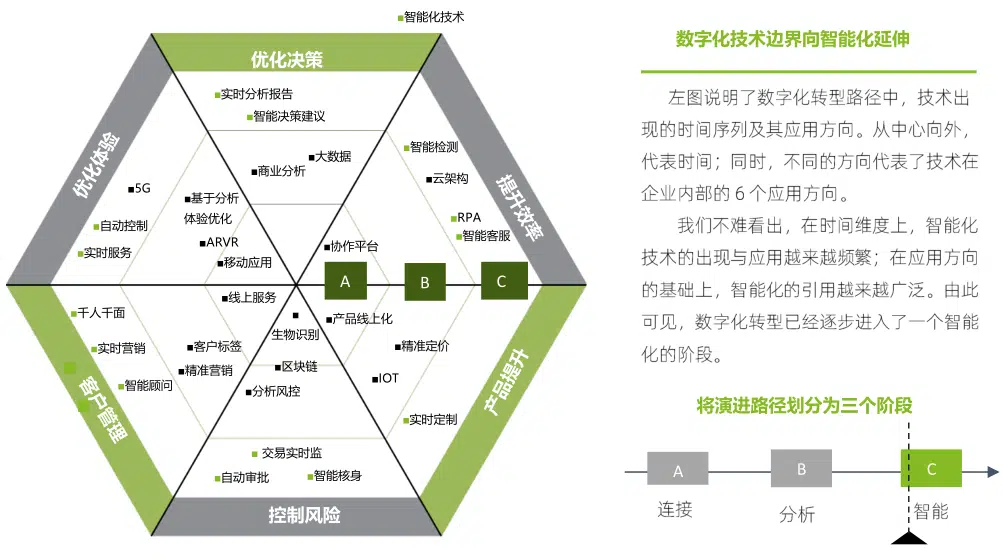 ■智能化技术
优化决策
■实时分析报告
■智能决策建议
■大数据
■商业分析
优化体验
■5G
■自动控制
■实时服务
■基于分析
体验优化
■ARVR
■移动应用
提升效率
■智能检测
■云架构
■RPA
■智能客服
■协作平台
A
B
C
客户管理
■千人千面
■实时营销
■智能顾问
■线上服务
■客户标签
■精准营销
■
生物识别
■区块链
■分析风控
■交易实时监
■自动审批
■智能核身
控制风险
■产品线上化
■精准定价
■IOT
■实时定制
产品提升
数字化技术边界向智能化延伸
左图说明了数字化转型路径中，技术出
现的时间序列及其应用方向。从中心向外，
代表时间；同时，不同的方向代表了技术在
企业内部的 6 个应用方向。
我们不难看出，在时间维度上，智能化
技术的出现与应用越来越频繁；在应用方向
的基础上，智能化的引用越来越广泛。由此
可见，数字化转型已经逐步进入了一个智能
化的阶段。
将演进路径划分为三个阶段
A
B
C
连接
分析
智能